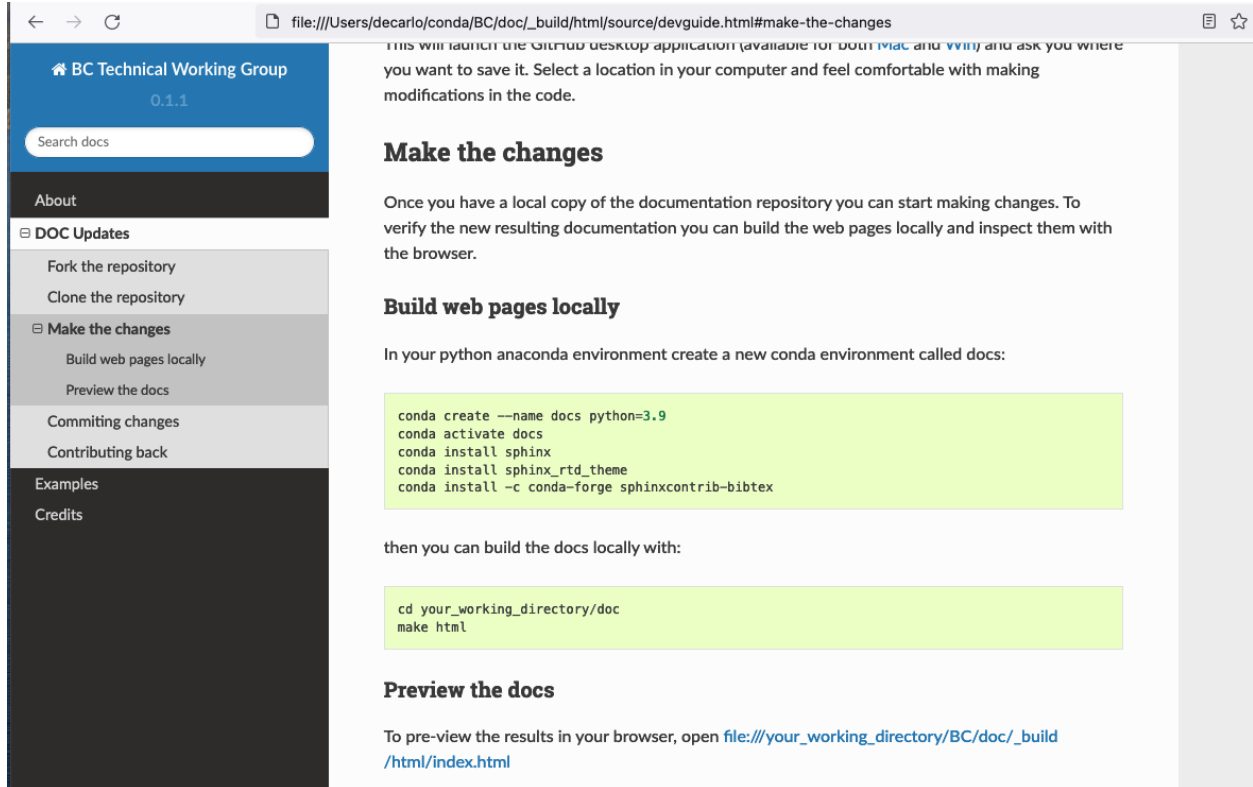 file:///Users/decarlo/conda/BC/doc/_build/html/source/devguide.html#make-the-changes
BC Technical Working Group
0.1.1
Search docs
About
DOC Updates
Fork the repository
Clone the repository
Make the changes
Build web pages locally
Preview the docs
Commiting changes
Contributing back
Examples
Credits
This will launch the GitHub desktop application (available for both Mac and Win) and ask you where
you want to save it. Select a location in your computer and feel comfortable with making
modifications in the code.
Make the changes
Once you have a local copy of the documentation repository you can start making changes. To
verify the new resulting documentation you can build the web pages locally and inspect them with
the browser.
Build web pages locally
In your python anaconda environment create a new conda environment called docs:
conda create --name docs python=3.9
conda activate docs
conda install sphinx
conda install sphinx_rtd_theme
conda install -c conda-forge sphinxcontrib-bibtex
then you can build the docs locally with:
cd your_working_directory/doc
make html
Preview the docs
To pre-view the results in your browser, open file:///your_working_directory/BC/doc/_build
/html/index.html